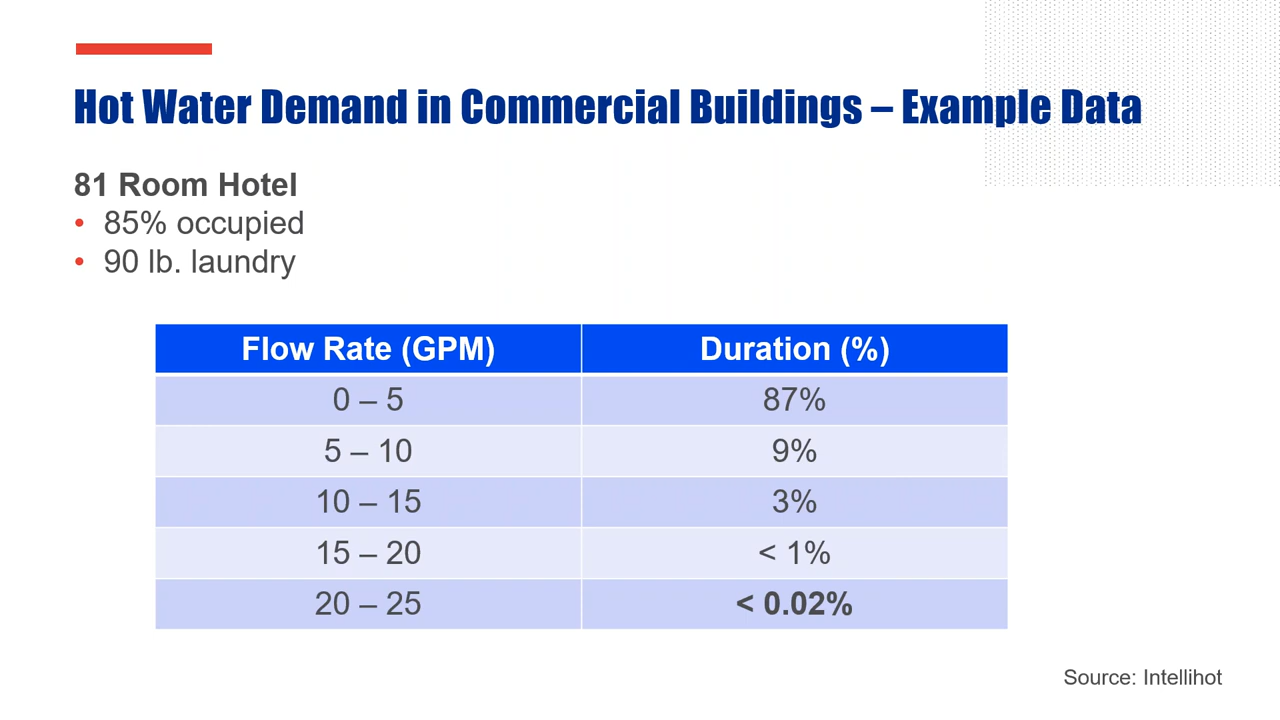 Hot Water Demand in Commercial Buildings – Example Data
81 Room Hotel
• 85% occupied
• 90 lb. laundry
Flow Rate (GPM) Duration (%)
0 – 5 87%
5 – 10 9%
10 – 15 3%
15 – 20 < 1%
20 – 25 < 0.02%
Source: Intellihot